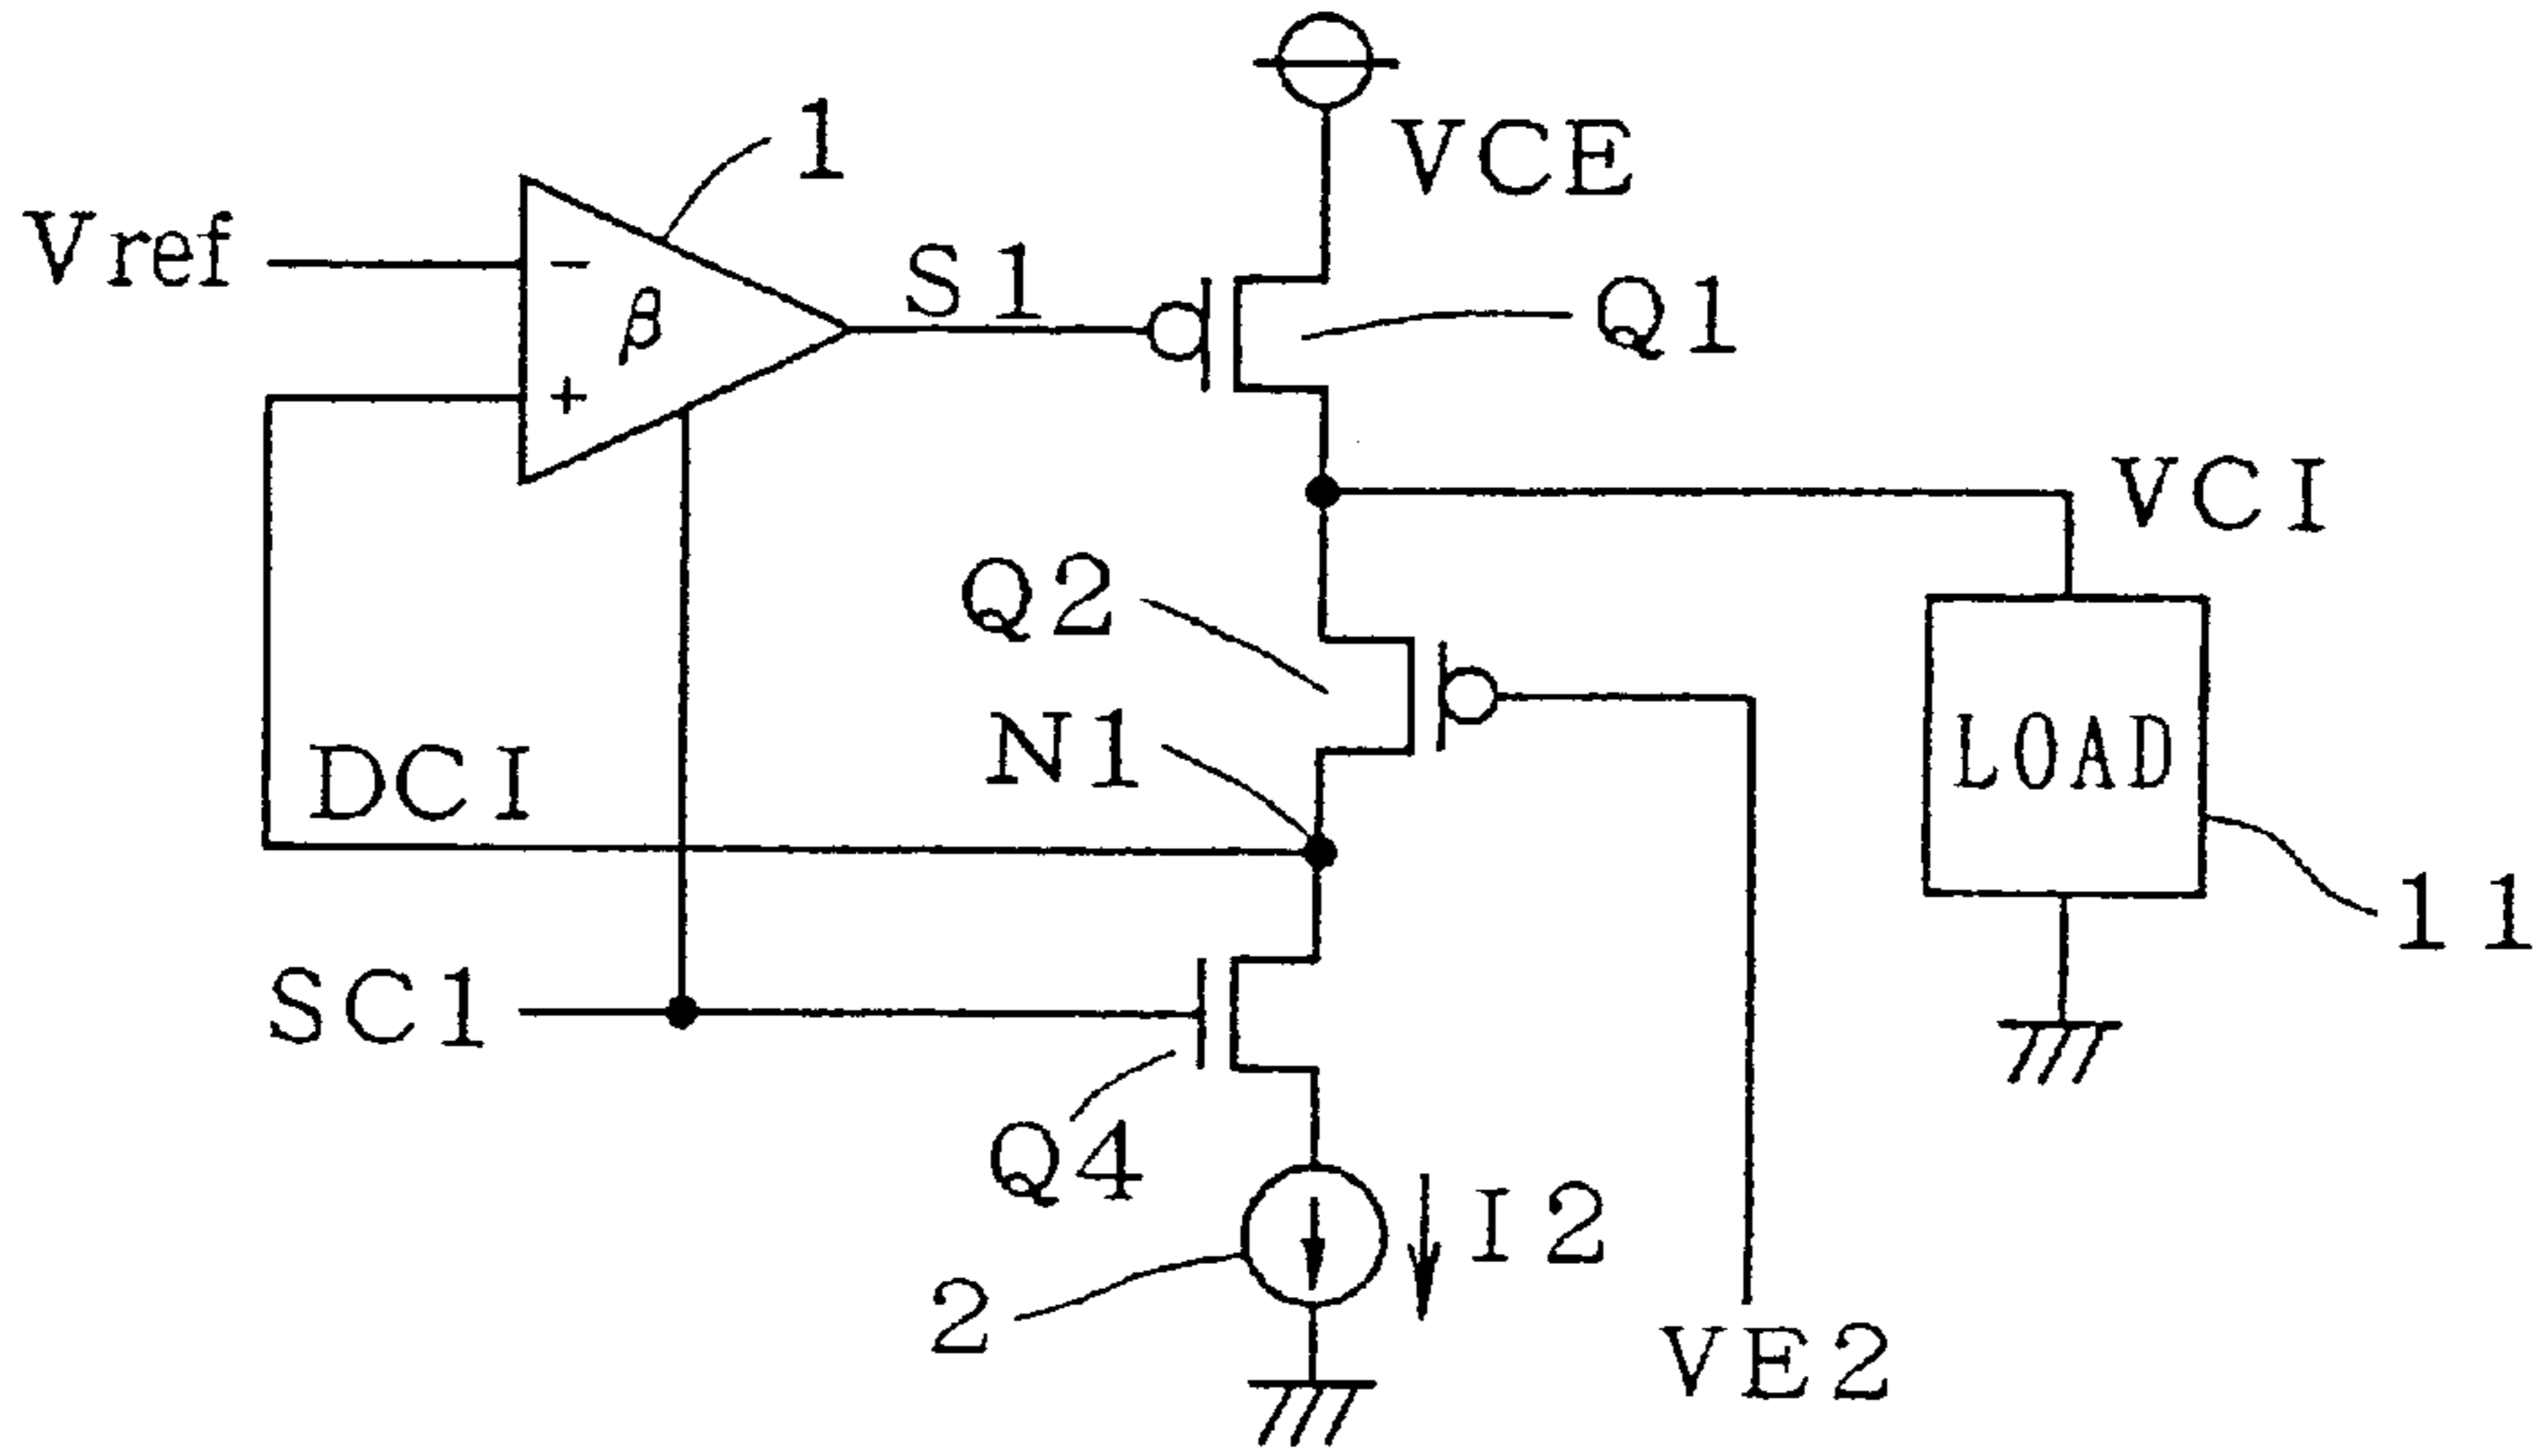 VCE
1
Vref
−
β
+
S1
Q1
VCI
Q2
N1
LOAD
DCI
11
SC1
Q4
I2
2
VE2